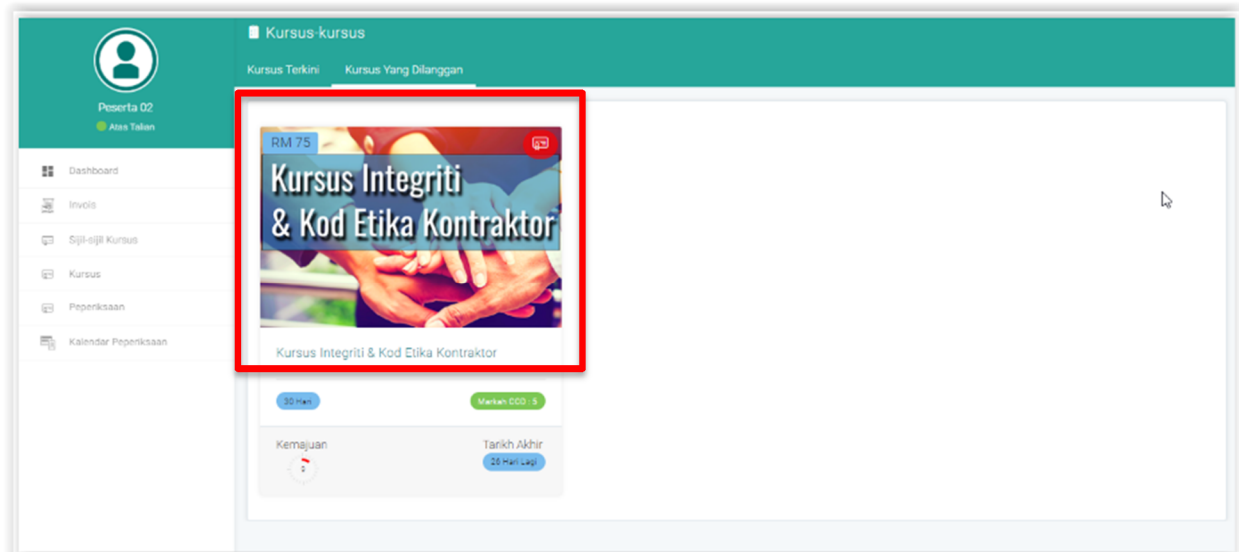 Kursus-kursus
Kursus Terkini Kursus Yang Dilanggan
Peserta 02
Atas Talian
Dashboard
Invois
Sijil-sijil Kursus
Kursus
Peperiksaan
Kalendar Peperiksaan
RM 75
Kursus Integriti
& Kod Etika Kontraktor
Kursus Integriti & Kod Etika Kontraktor
30 Hari
Markah CCD : 5
Kemajuan
Tarikh Akhir
26 Hari Lagi